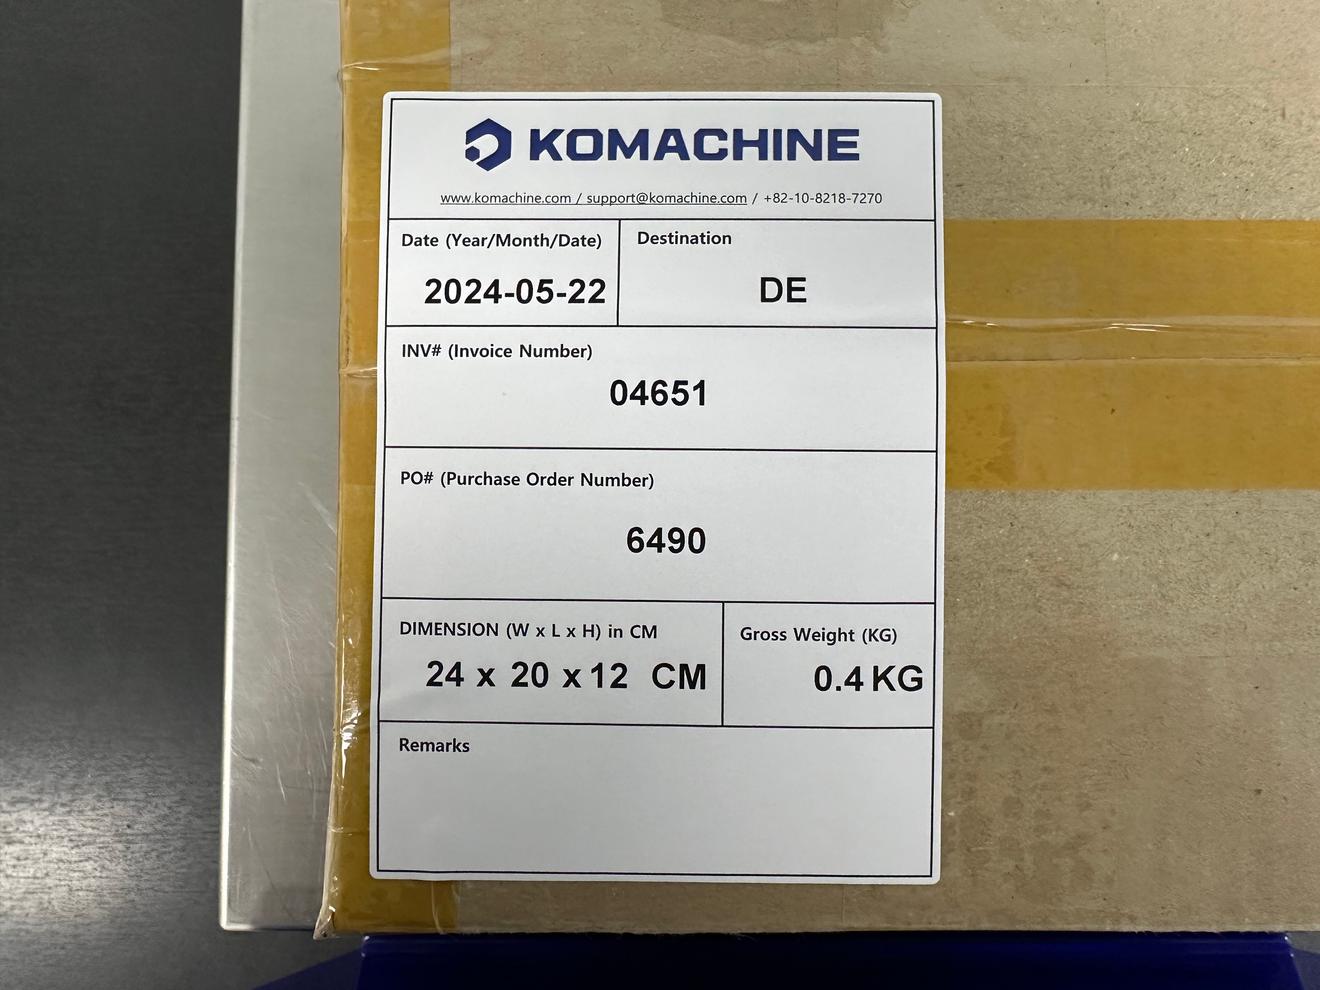 KOMACHINE
www.komachine.com / support@komachine.com / +82-10-8218-7270
Date (Year/Month/Date)
2024-05-22
Destination
DE
INV# (Invoice Number)
04651
PO# (Purchase Order Number)
6490
DIMENSION (W x L x H) in CM
24 x 20 x 12 CM
Gross Weight (KG)
0.4 KG
Remarks